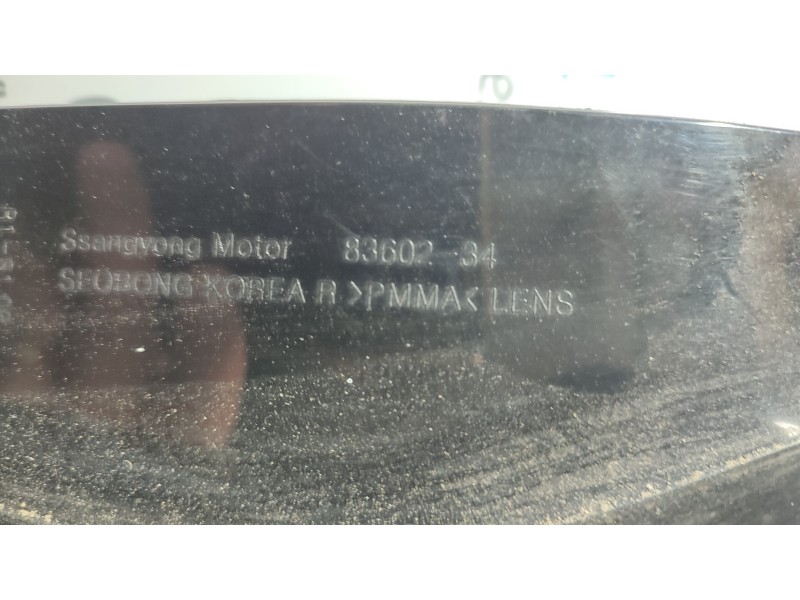 Ssangyong Motor 83602-34
SEOBONG KOREA R >PMMA< LENS